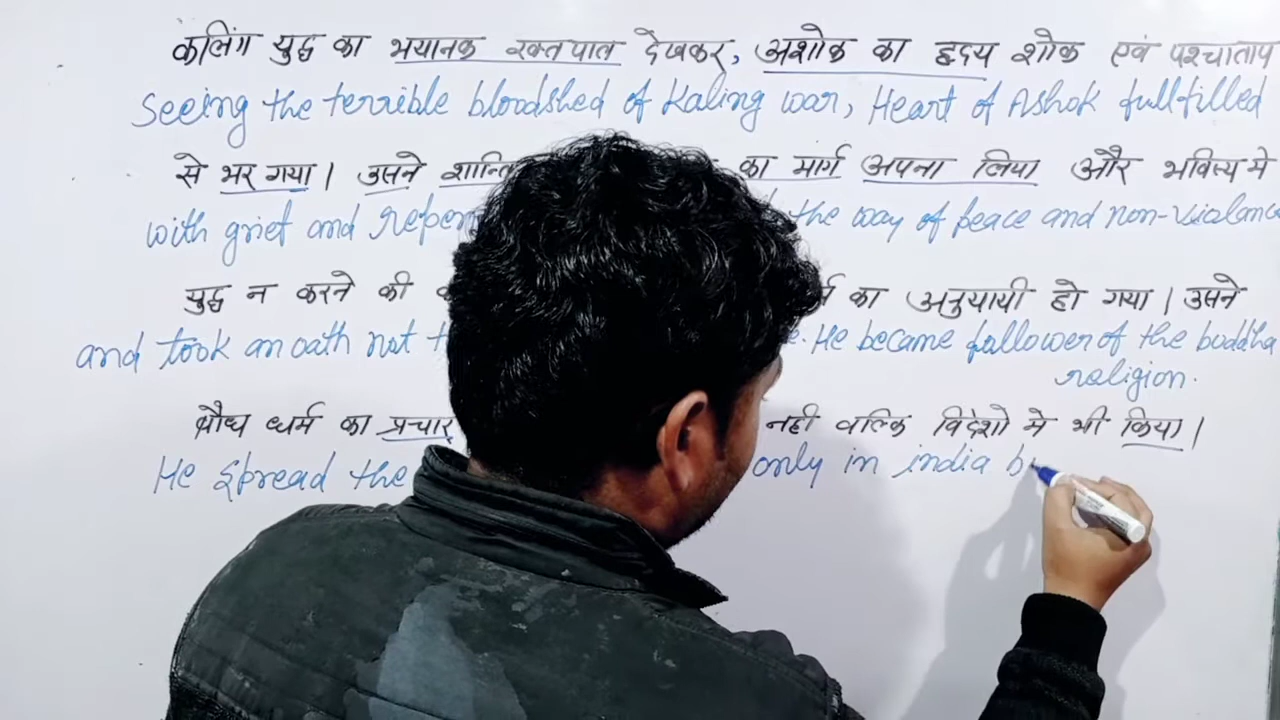 कलिंग युद्ध का भयानक रक्तपात देखकर, अशोक का हृदय शोक एवं पश्चाताप
Seeing the terrible bloodshed of Kaling war, Heart of Ashok fullfilled
से भर गया। उसने का मार्ग अपना लिया और भविस्य मे
with grief and the way of peace and non-vialanc
युद्ध न करने की का अनुयायी हो गया। उसने
and took an oath not He became follower of the buddha
religion.
बौध धर्म का प्रचार नही बल्कि विदेशो मे भी किया।
He spread the only in india b